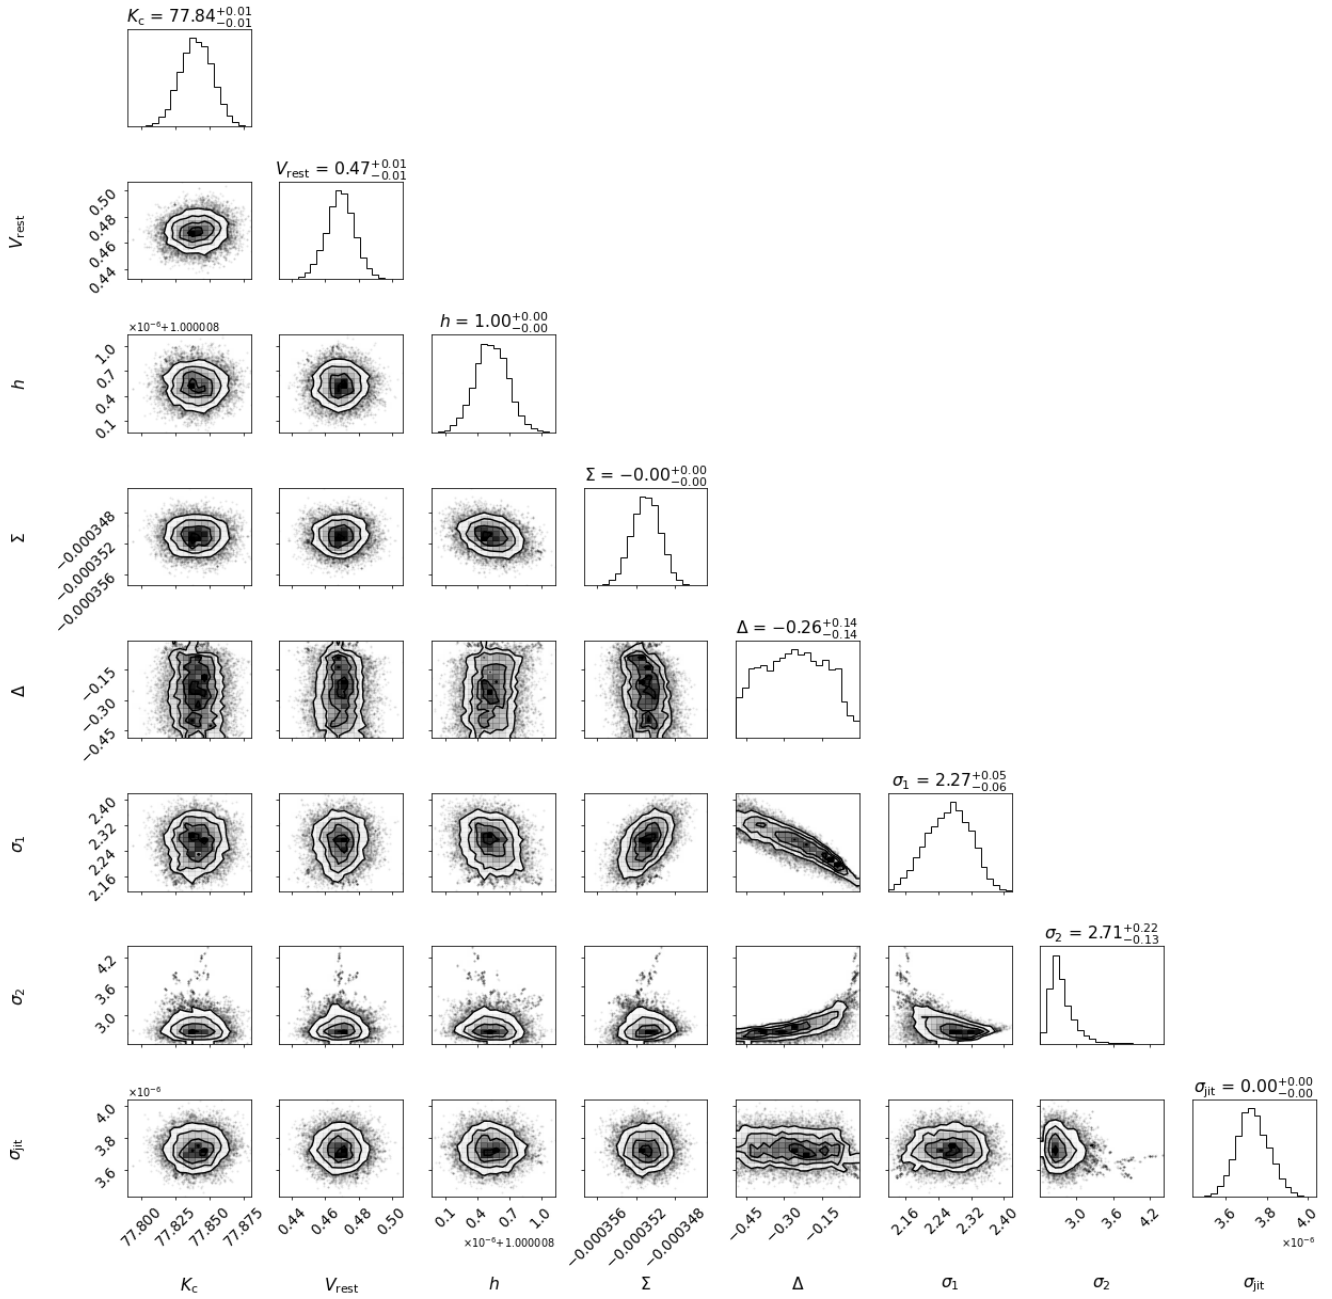 K_c = 77.84^{+0.01}_{−0.01}
V_rest = 0.47^{+0.01}_{−0.01}
V_rest
0.50
0.48
0.46
0.44
h = 1.00^{+0.00}_{−0.00}
×10⁻⁶+1.000008
h
1.0
0.7
0.4
0.1
Σ = −0.00^{+0.00}_{−0.00}
Σ
−0.000348
−0.000352
−0.000356
Δ = −0.26^{+0.14}_{−0.14}
Δ
−0.15
−0.30
−0.45
σ_1 = 2.27^{+0.05}_{−0.06}
σ_1
2.40
2.32
2.24
2.16
σ_2 = 2.71^{+0.22}_{−0.13}
σ_2
4.2
3.6
3.0
σ_jit = 0.00^{+0.00}_{−0.00}
×10⁻⁶
σ_jit
4.0
3.8
3.6
77.800 77.825 77.850 77.875 0.44 0.46 0.48 0.50 0.1 0.4 0.7 1.0 −0.000356 −0.000352 −0.000348 −0.45 −0.30 −0.15 2.16 2.24 2.32 2.40 3.0 3.6 4.2 3.6 3.8 4.0
×10⁻⁶+1.000008 ×10⁻⁶
K_c V_rest h Σ Δ σ_1 σ_2 σ_jit